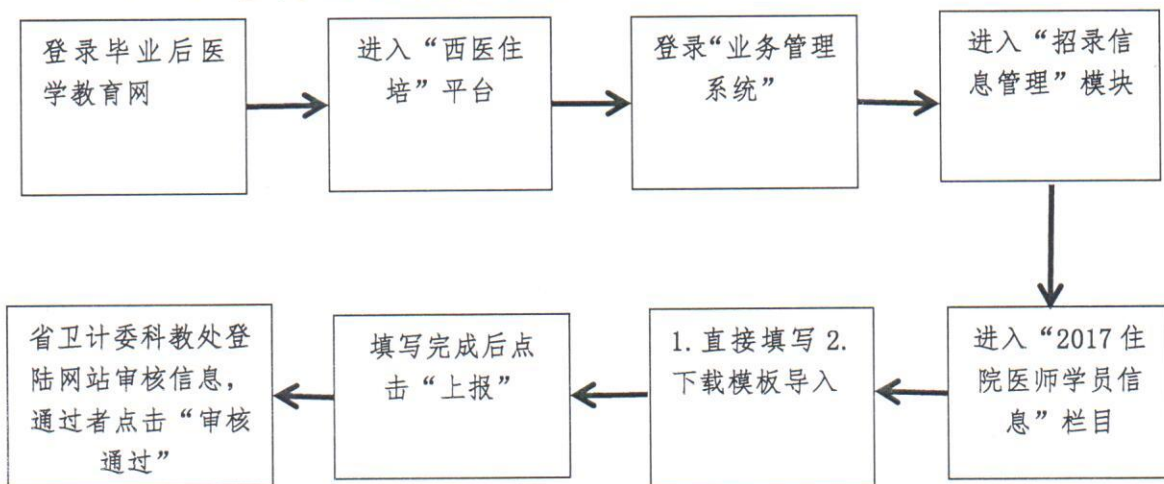 登录毕业后医
学教育网
进入“西医住
培”平台
登录“业务管理
系统”
进入“招录信
息管理”模块
进入“2017住
院医师学员信
息”栏目
1.直接填写2.
下载模板导入
填写完成后点
击“上报”
省卫计委科教处登
陆网站审核信息，
通过者点击“审核
通过”